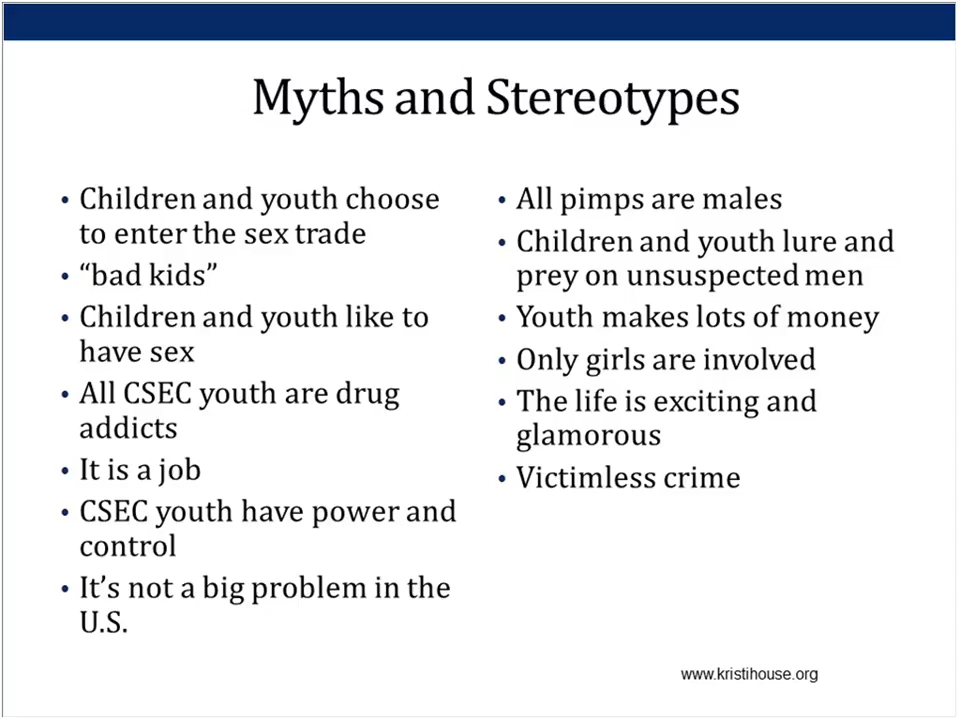 Myths and Stereotypes
• Children and youth choose
to enter the sex trade
• “bad kids”
• Children and youth like to
have sex
• All CSEC youth are drug
addicts
• It is a job
• CSEC youth have power and
control
• It’s not a big problem in the
U.S.
• All pimps are males
• Children and youth lure and
prey on unsuspected men
• Youth makes lots of money
• Only girls are involved
• The life is exciting and
glamorous
• Victimless crime
www.kristihouse.org